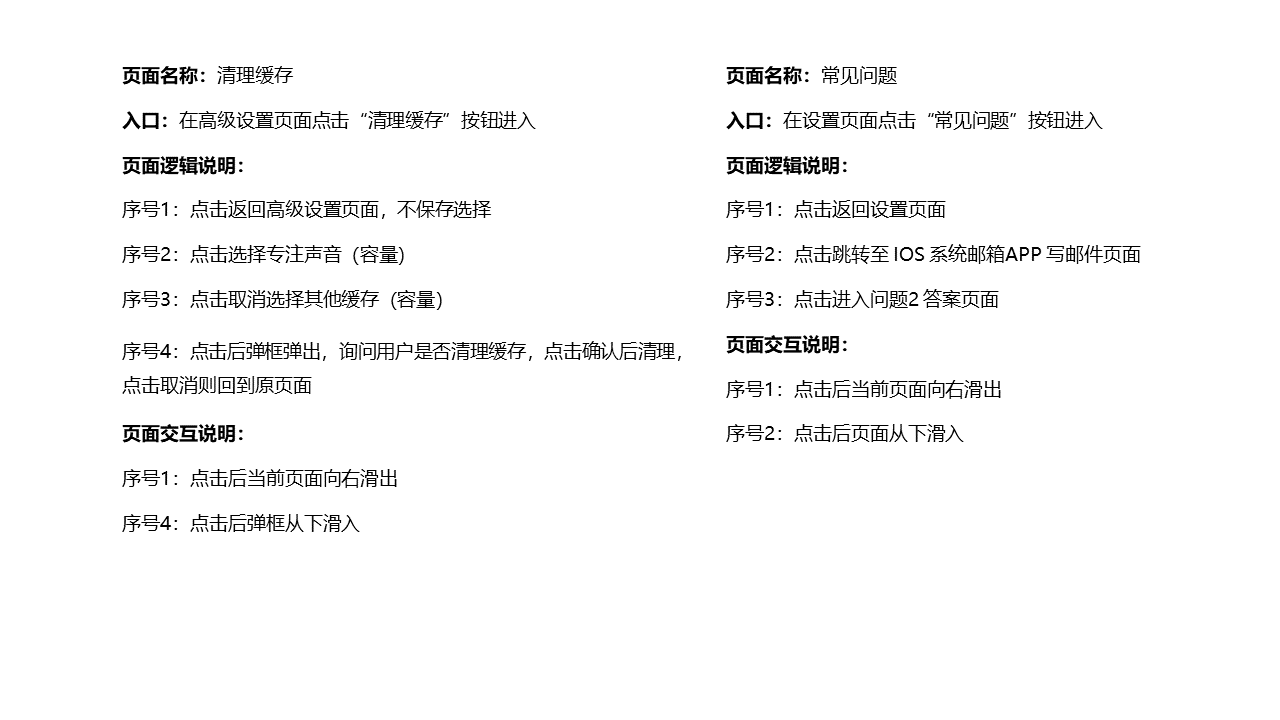 页面名称：清理缓存
入口：在高级设置页面点击“清理缓存”按钮进入
页面逻辑说明：
序号1：点击返回高级设置页面，不保存选择
序号2：点击选择专注声音（容量）
序号3：点击取消选择其他缓存（容量）
序号4：点击后弹框弹出，询问用户是否清理缓存，点击确认后清理，
点击取消则回到原页面
页面交互说明：
序号1：点击后当前页面向右滑出
序号4：点击后弹框从下滑入
页面名称：常见问题
入口：在设置页面点击“常见问题”按钮进入
页面逻辑说明：
序号1：点击返回设置页面
序号2：点击跳转至 IOS 系统邮箱APP 写邮件页面
序号3：点击进入问题2 答案页面
页面交互说明：
序号1：点击后当前页面向右滑出
序号2：点击后页面从下滑入